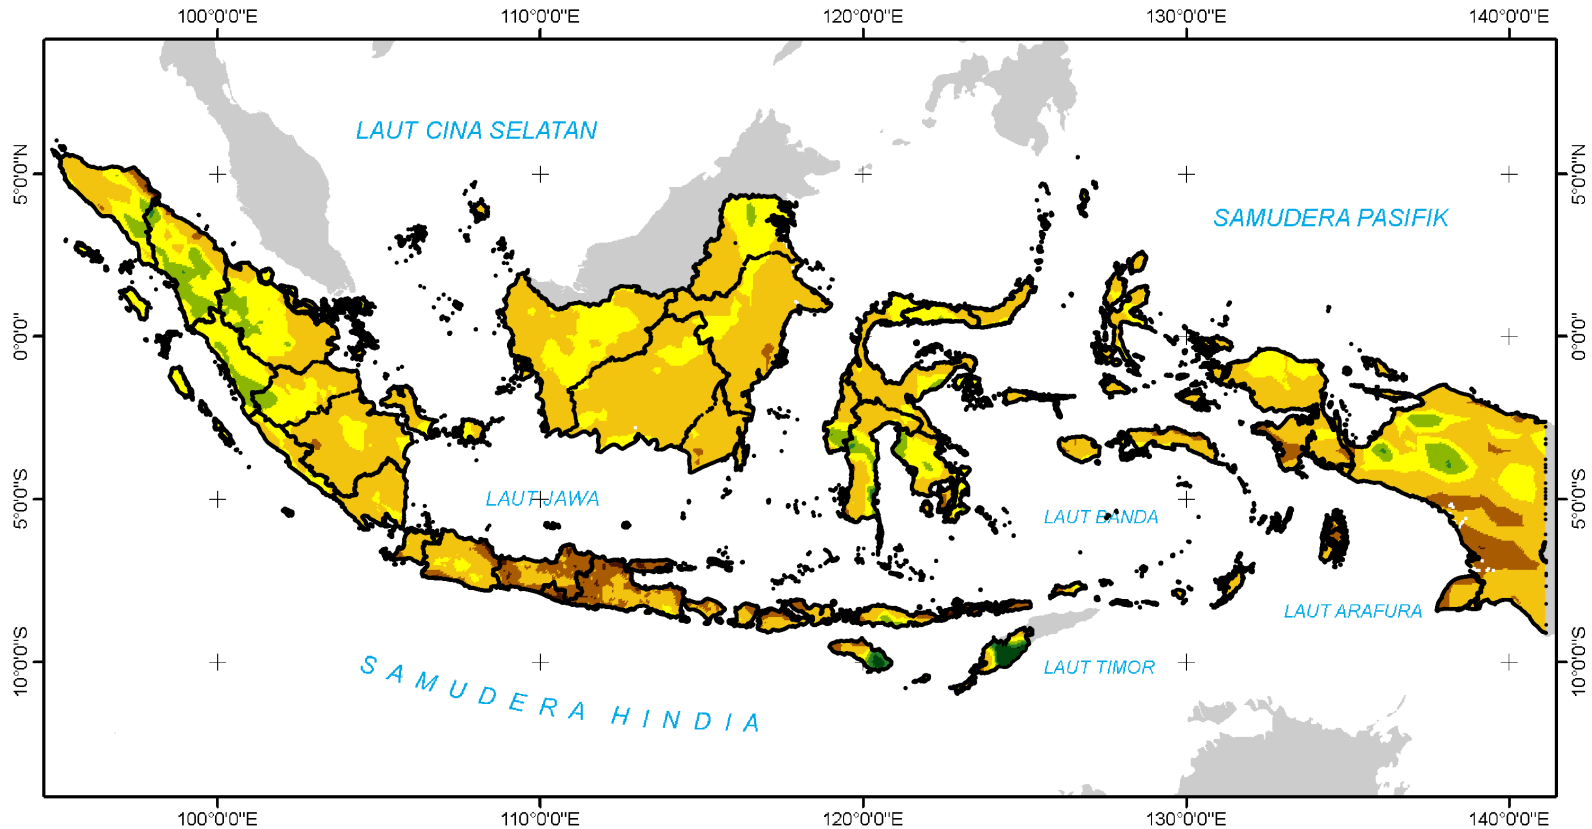 100°0'0"E 110°0'0"E 120°0'0"E 130°0'0"E 140°0'0"E
LAUT CINA SELATAN
5°0'0"N 5°0'0"N
SAMUDERA PASIFIK
0°0'0" 0°0'0"
5°0'0"S LAUT JAWA 5°0'0"S
LAUT BANDA
LAUT ARAFURA
10°0'0"S LAUT TIMOR 10°0'0"S
SAMUDERA HINDIA
100°0'0"E 110°0'0"E 120°0'0"E 130°0'0"E 140°0'0"E